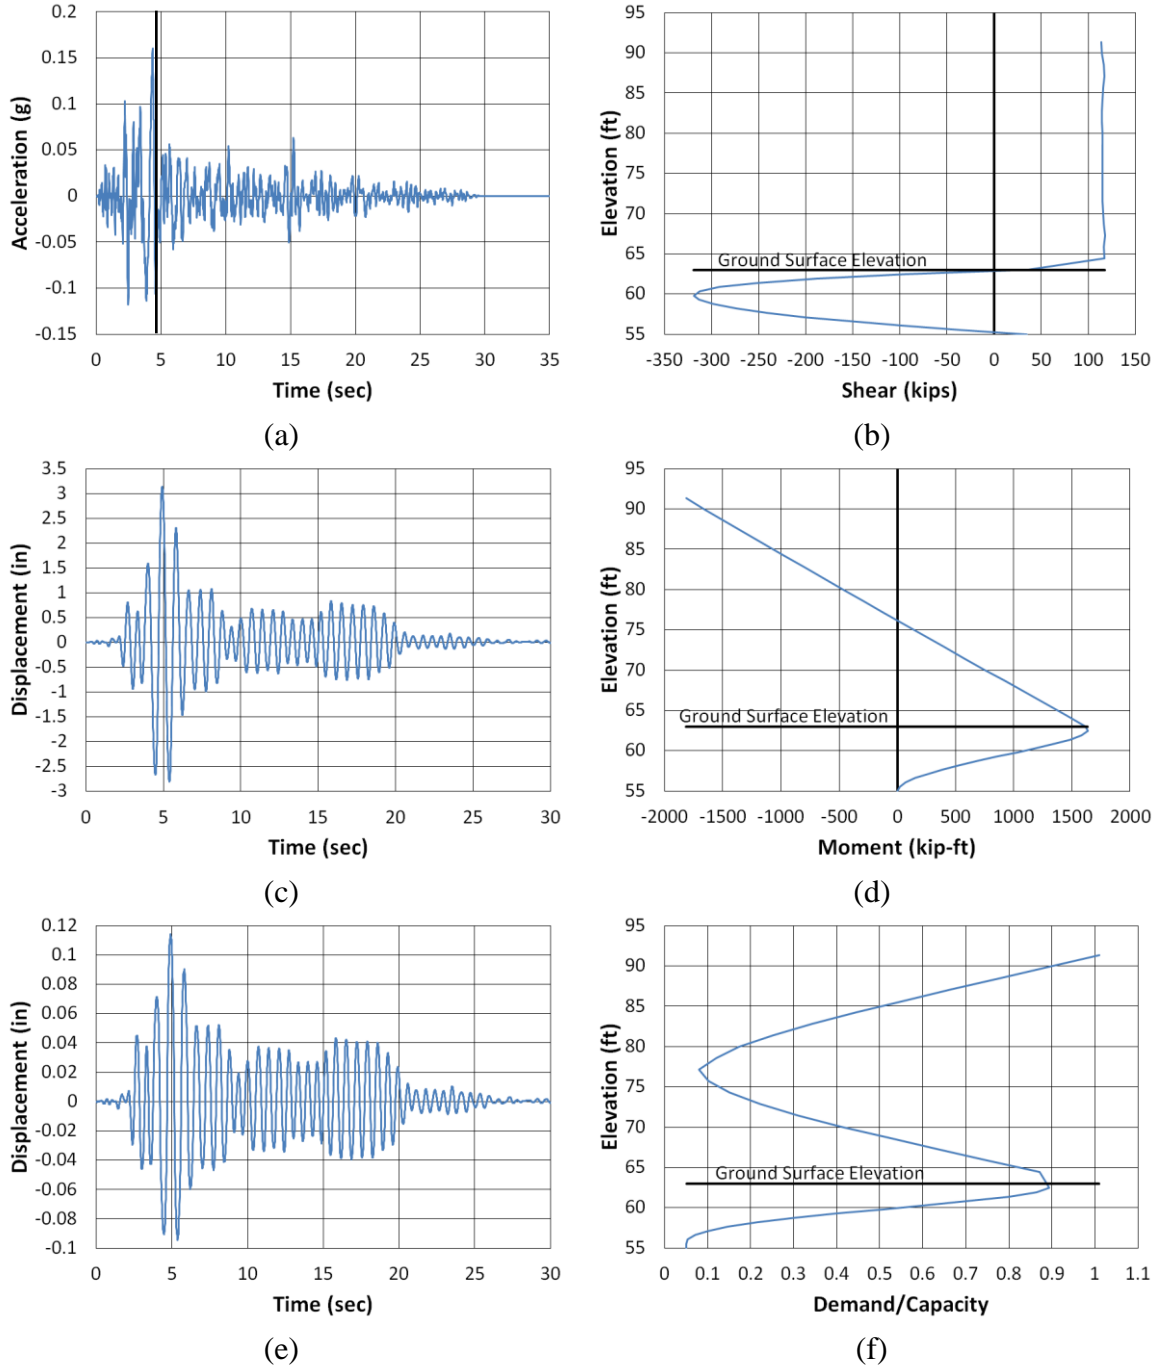 0.2
0.15
0.1
0.05
0
-0.05
-0.1
-0.15
Acceleration (g)
0 5 10 15 20 25 30 35
Time (sec)
(a)
95
90
85
80
75
70
65
60
55
Elevation (ft)
Ground Surface Elevation
-350 -300 -250 -200 -150 -100 -50 0 50 100 150
Shear (kips)
(b)
3.5
3
2.5
2
1.5
1
0.5
0
-0.5
-1
-1.5
-2
-2.5
-3
Displacement (in)
0 5 10 15 20 25 30
Time (sec)
(c)
95
90
85
80
75
70
65
60
55
Elevation (ft)
Ground Surface Elevation
-2000 -1500 -1000 -500 0 500 1000 1500 2000
Moment (kip-ft)
(d)
0.12
0.1
0.08
0.06
0.04
0.02
0
-0.02
-0.04
-0.06
-0.08
-0.1
Displacement (in)
0 5 10 15 20 25 30
Time (sec)
(e)
95
90
85
80
75
70
65
60
55
Elevation (ft)
Ground Surface Elevation
0 0.1 0.2 0.3 0.4 0.5 0.6 0.7 0.8 0.9 1 1.1
Demand/Capacity
(f)